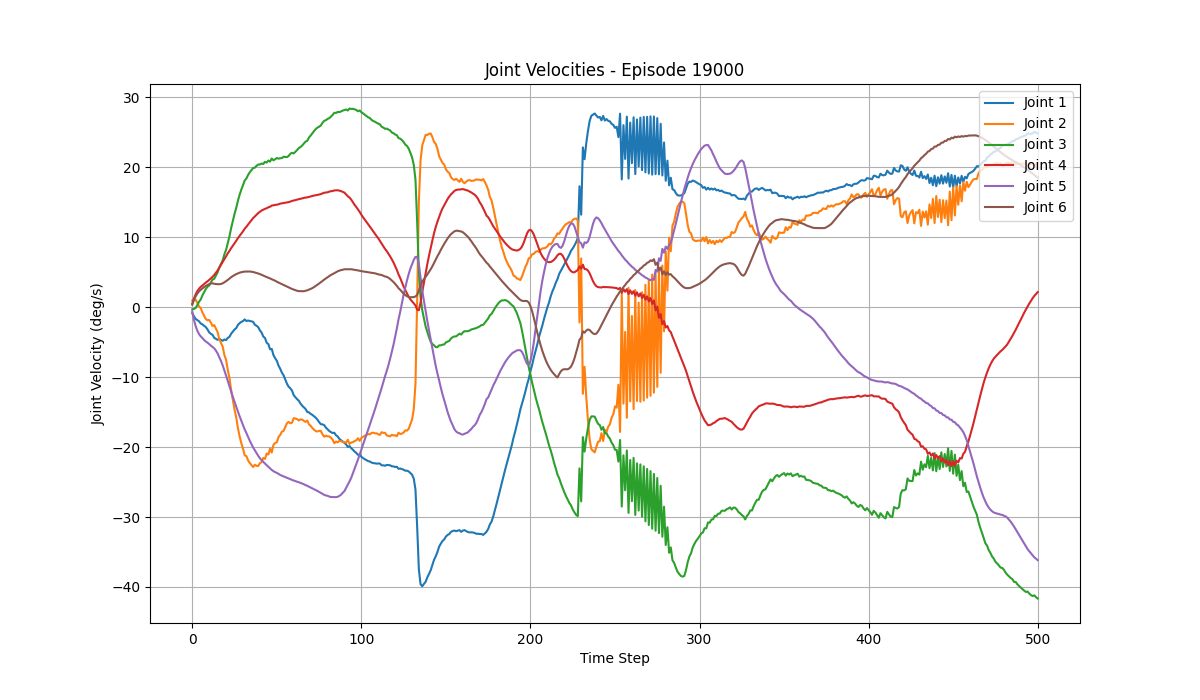 Joint Velocities - Episode 19000
Joint Velocity (deg/s)
30
20
10
0
−10
−20
−30
−40
Joint 1
Joint 2
Joint 3
Joint 4
Joint 5
Joint 6
0
100
200
300
400
500
Time Step